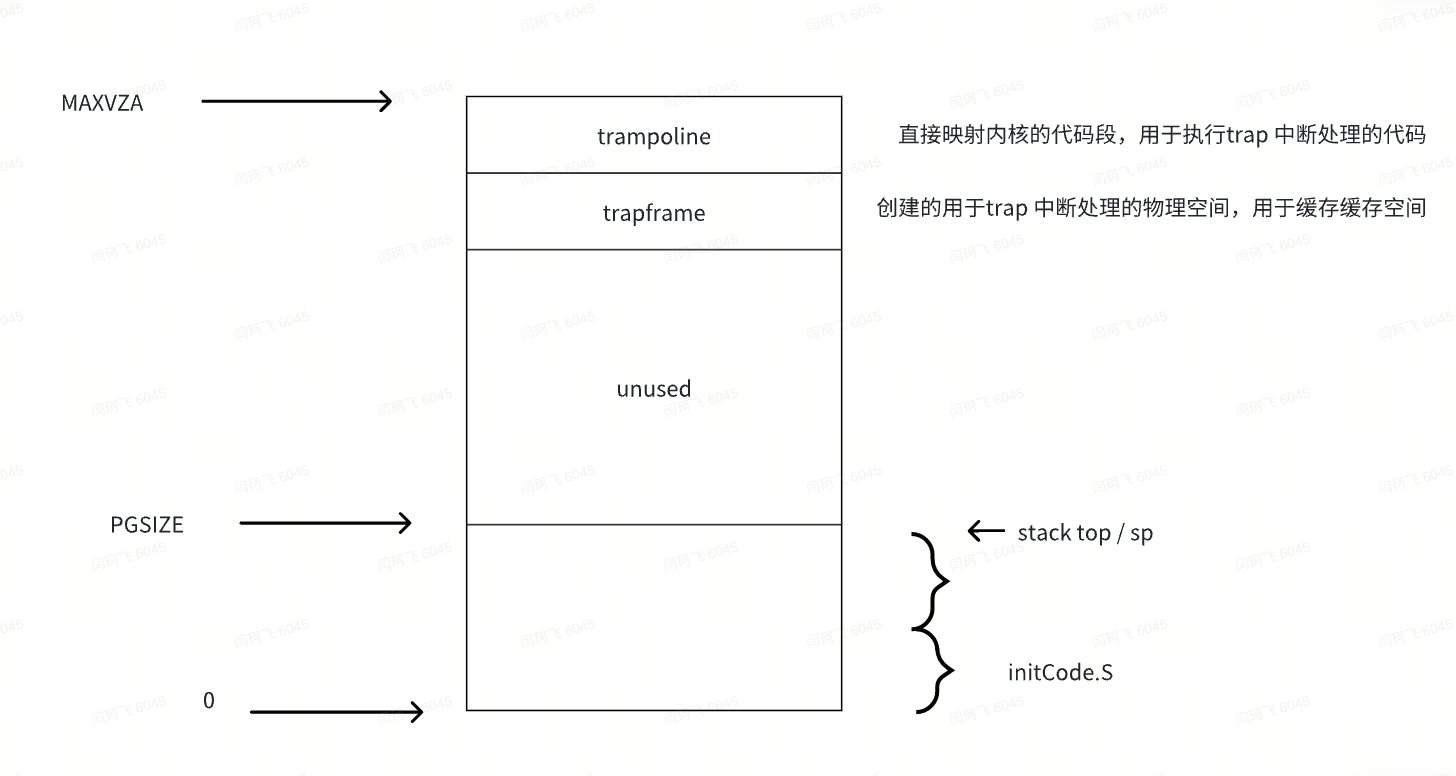 MAXVZA
trampoline
直接映射内核的代码段，用于执行trap 中断处理的代码
trapframe
创建的用于trap 中断处理的物理空间，用于缓存缓存空间
unused
PGSIZE
stack top / sp
initCode.S
0
闫珂飞 6045